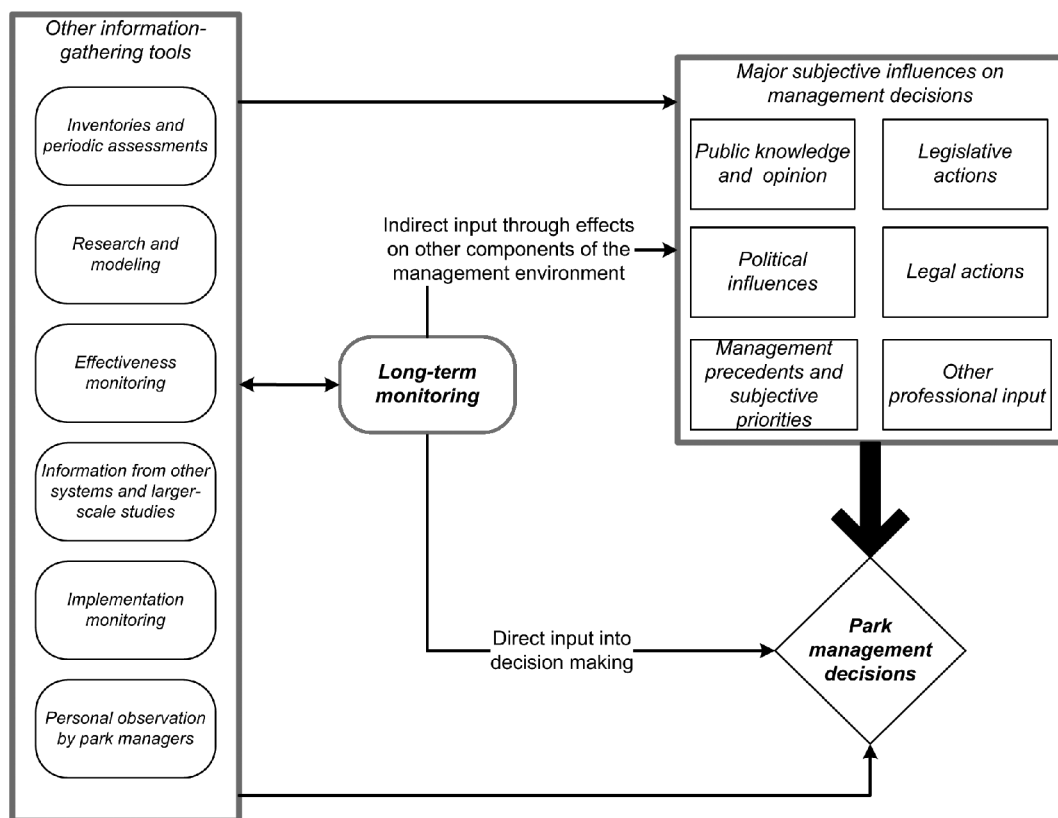 Other information-
gathering tools
Inventories and
periodic assessments
Research and
modeling
Effectiveness
monitoring
Information from other
systems and larger-
scale studies
Implementation
monitoring
Personal observation
by park managers
Indirect input through effects
on other components of the
management environment
Long-term
monitoring
Direct input into
decision making
Major subjective influences on
management decisions
Public knowledge
and opinion
Legislative
actions
Political
influences
Legal actions
Management
precedents and
subjective
priorities
Other
professional input
Park
management
decisions